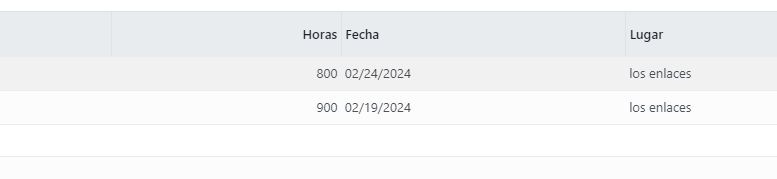 Horas Fecha Lugar
800 02/24/2024 los enlaces
900 02/19/2024 los enlaces